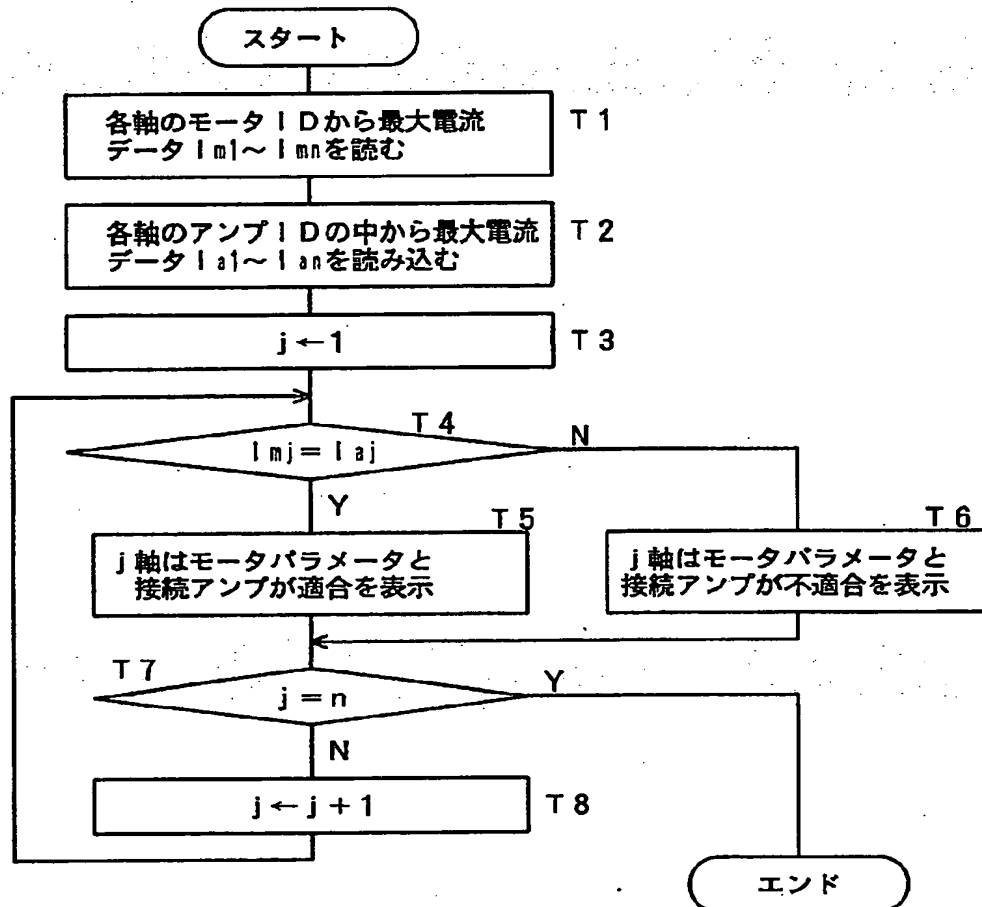 スタート
各軸のモータIDから最大電流
データIm1~Imnを読む
T1
各軸のアンプIDの中から最大電流
データIa1~Ianを読み込む
T2
j←1
T3
T4
Imj=Iaj
N
Y
T5
j軸はモータパラメータと
接続アンプが適合を表示
T6
j軸はモータパラメータと
接続アンプが不適合を表示
T7
j=n
Y
N
j←j+1
T8
エンド